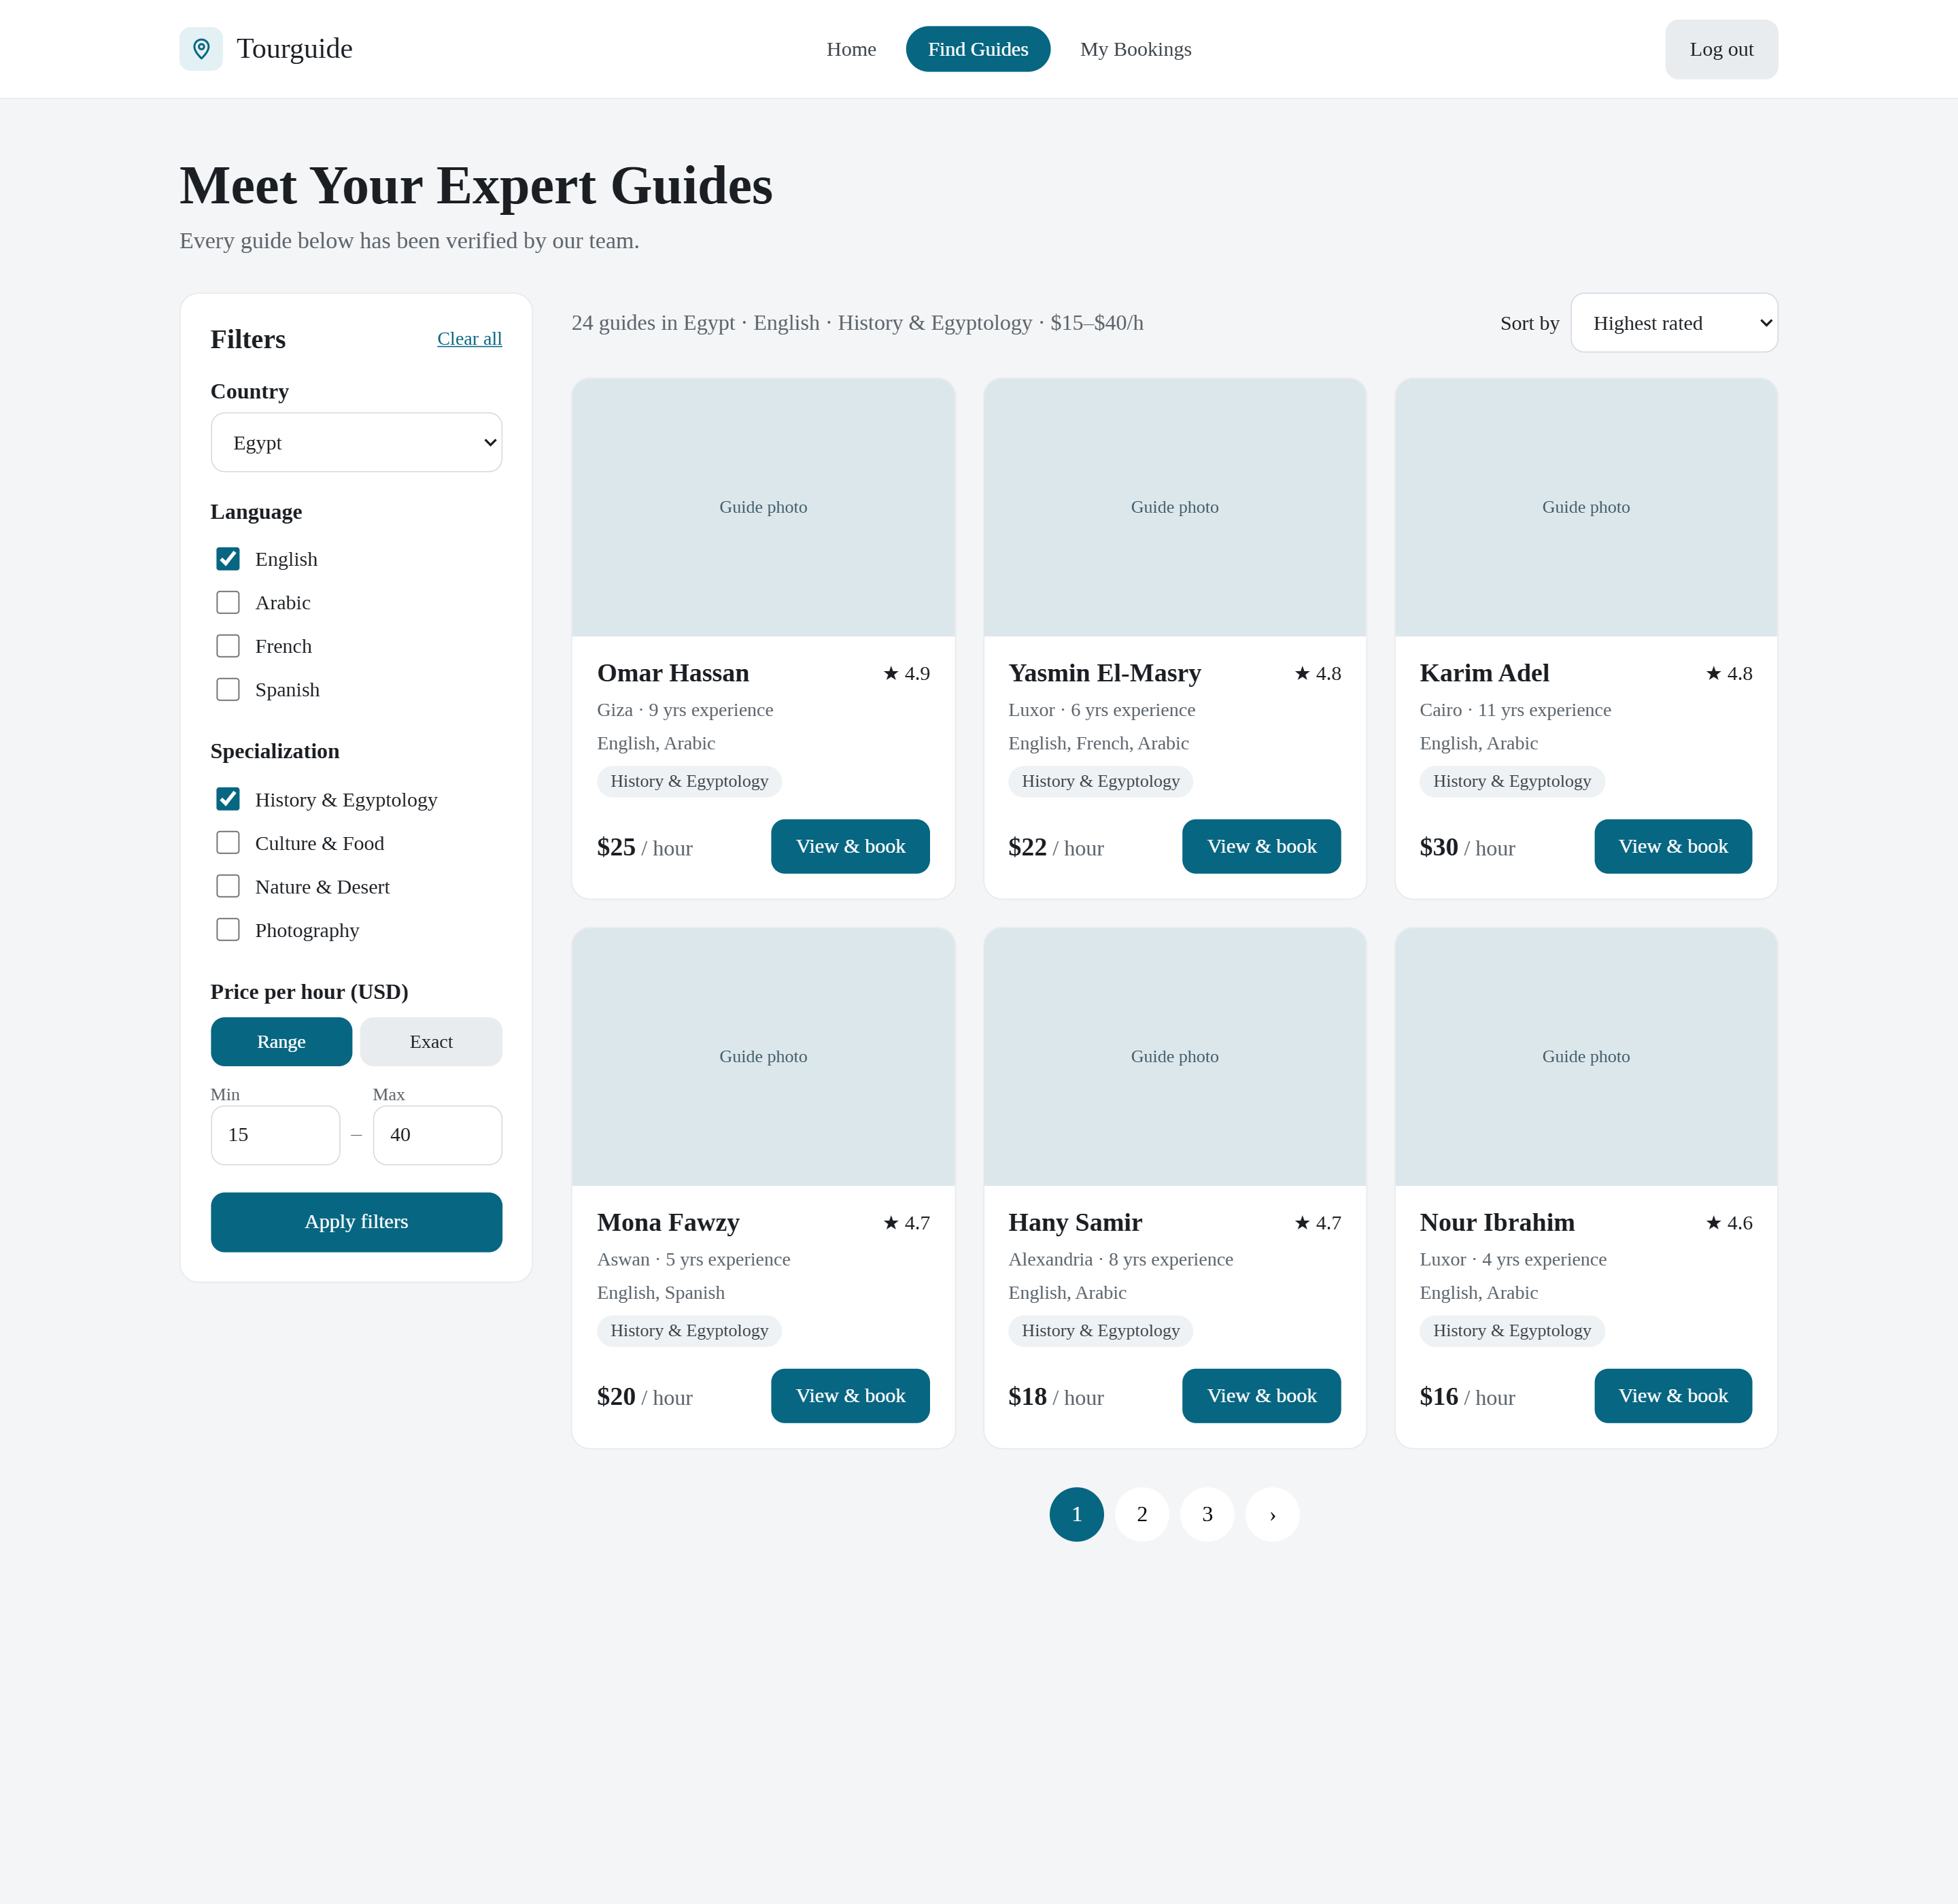 Tourguide
Home
Find Guides
My Bookings
Log out
Meet Your Expert Guides
Every guide below has been verified by our team.
Filters
Clear all
Country
Egypt
Language
English
Arabic
French
Spanish
Specialization
History & Egyptology
Culture & Food
Nature & Desert
Photography
Price per hour (USD)
Range
Exact
Min
Max
15
–
40
Apply filters
24 guides in Egypt · English · History & Egyptology · $15–$40/h
Sort by
Highest rated
Guide photo
Omar Hassan
★ 4.9
Giza · 9 yrs experience
English, Arabic
History & Egyptology
$25 / hour
View & book
Guide photo
Yasmin El-Masry
★ 4.8
Luxor · 6 yrs experience
English, French, Arabic
History & Egyptology
$22 / hour
View & book
Guide photo
Karim Adel
★ 4.8
Cairo · 11 yrs experience
English, Arabic
History & Egyptology
$30 / hour
View & book
Guide photo
Mona Fawzy
★ 4.7
Aswan · 5 yrs experience
English, Spanish
History & Egyptology
$20 / hour
View & book
Guide photo
Hany Samir
★ 4.7
Alexandria · 8 yrs experience
English, Arabic
History & Egyptology
$18 / hour
View & book
Guide photo
Nour Ibrahim
★ 4.6
Luxor · 4 yrs experience
English, Arabic
History & Egyptology
$16 / hour
View & book
1
2
3
›